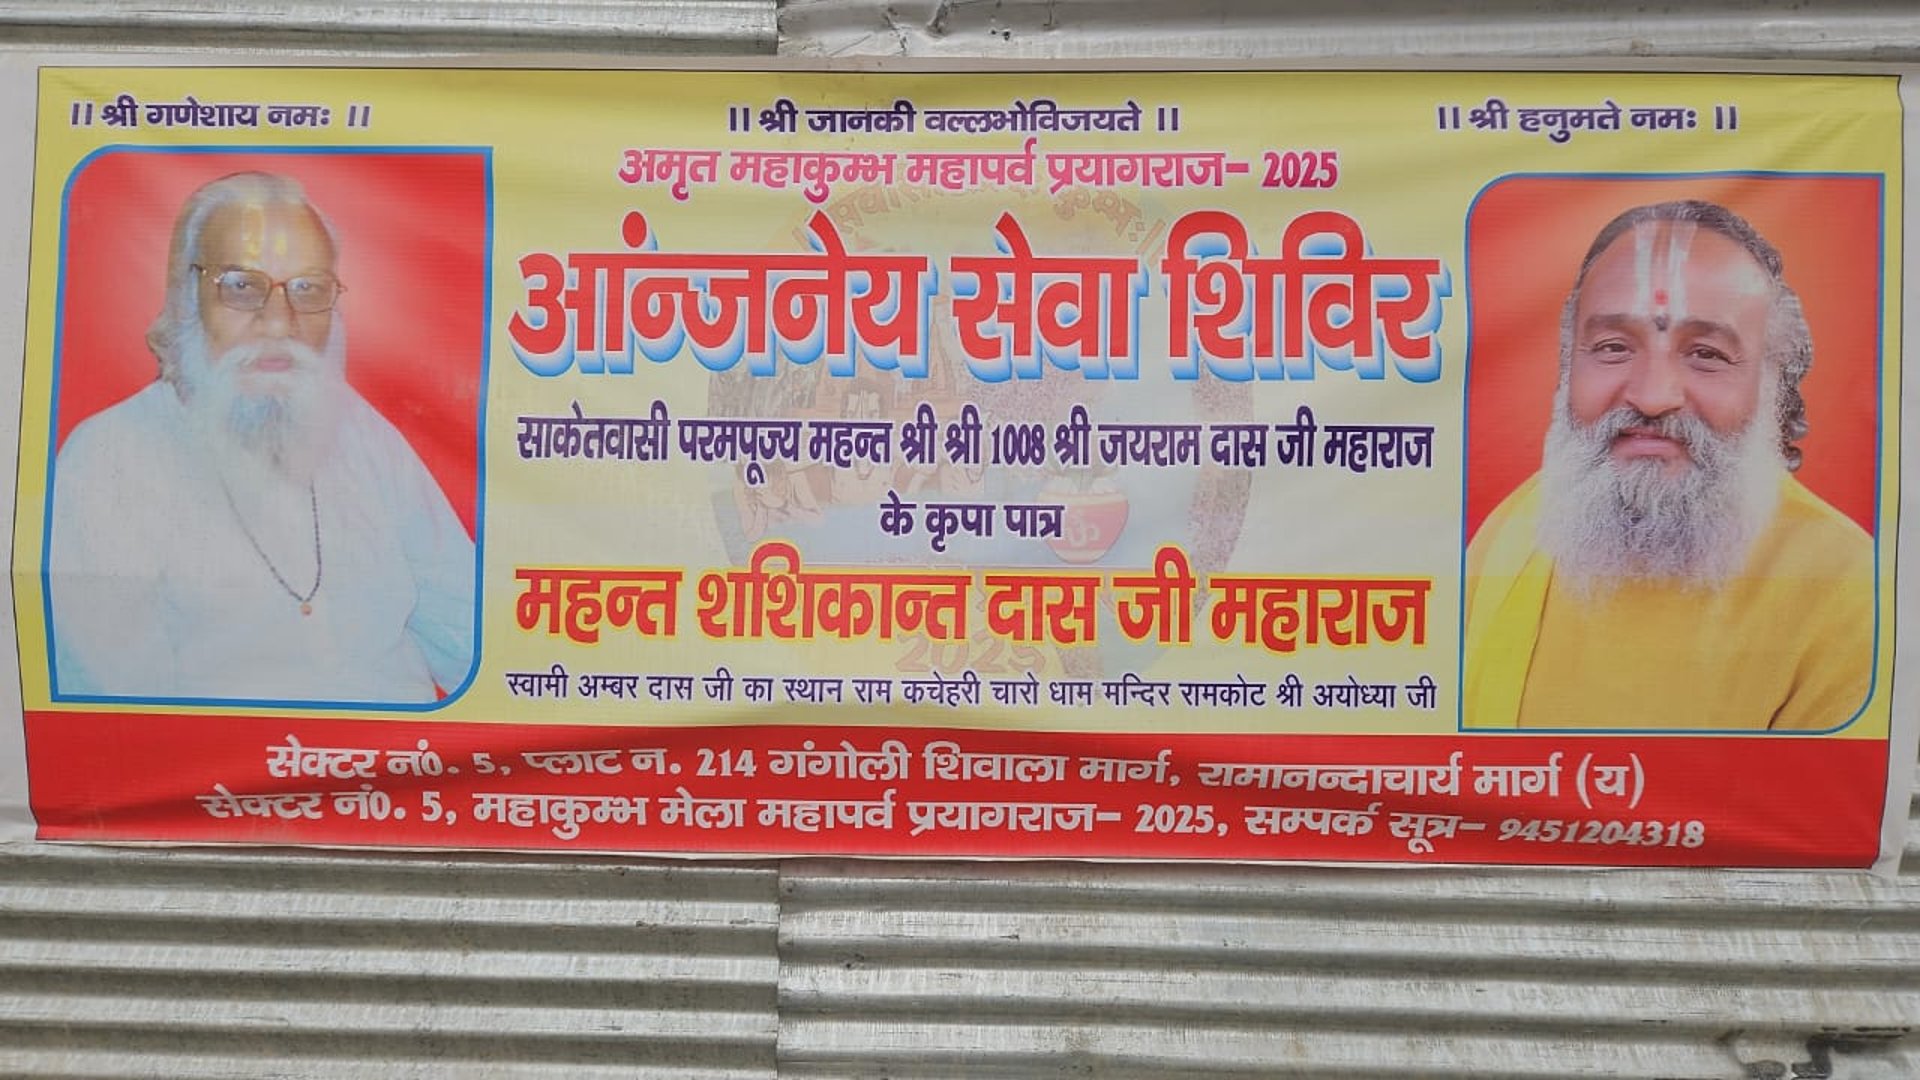 ।। श्री गणेशाय नमः ।। ।। श्री जानकी वल्लभोविजयते ।। ।। श्री हनुमते नमः ।।
अमृत महाकुम्भ महापर्व प्रयागराज- 2025
आंन्जनेय सेवा शिविर
साकेतवासी परमपूज्य महन्त श्री श्री 1008 श्री जयराम दास जी महाराज
के कृपा पात्र
महन्त शशिकान्त दास जी महाराज
स्वामी अम्बर दास जी का स्थान राम कचेहरी चारो धाम मन्दिर रामकोट श्री अयोध्या जी
सेक्टर नं0. 5, प्लाट न. 214 गंगोली शिवाला मार्ग, रामानन्दाचार्य मार्ग (य)
सेक्टर नं0. 5, महाकुम्भ मेला महापर्व प्रयागराज- 2025, सम्पर्क सूत्र- 9451204318
2025